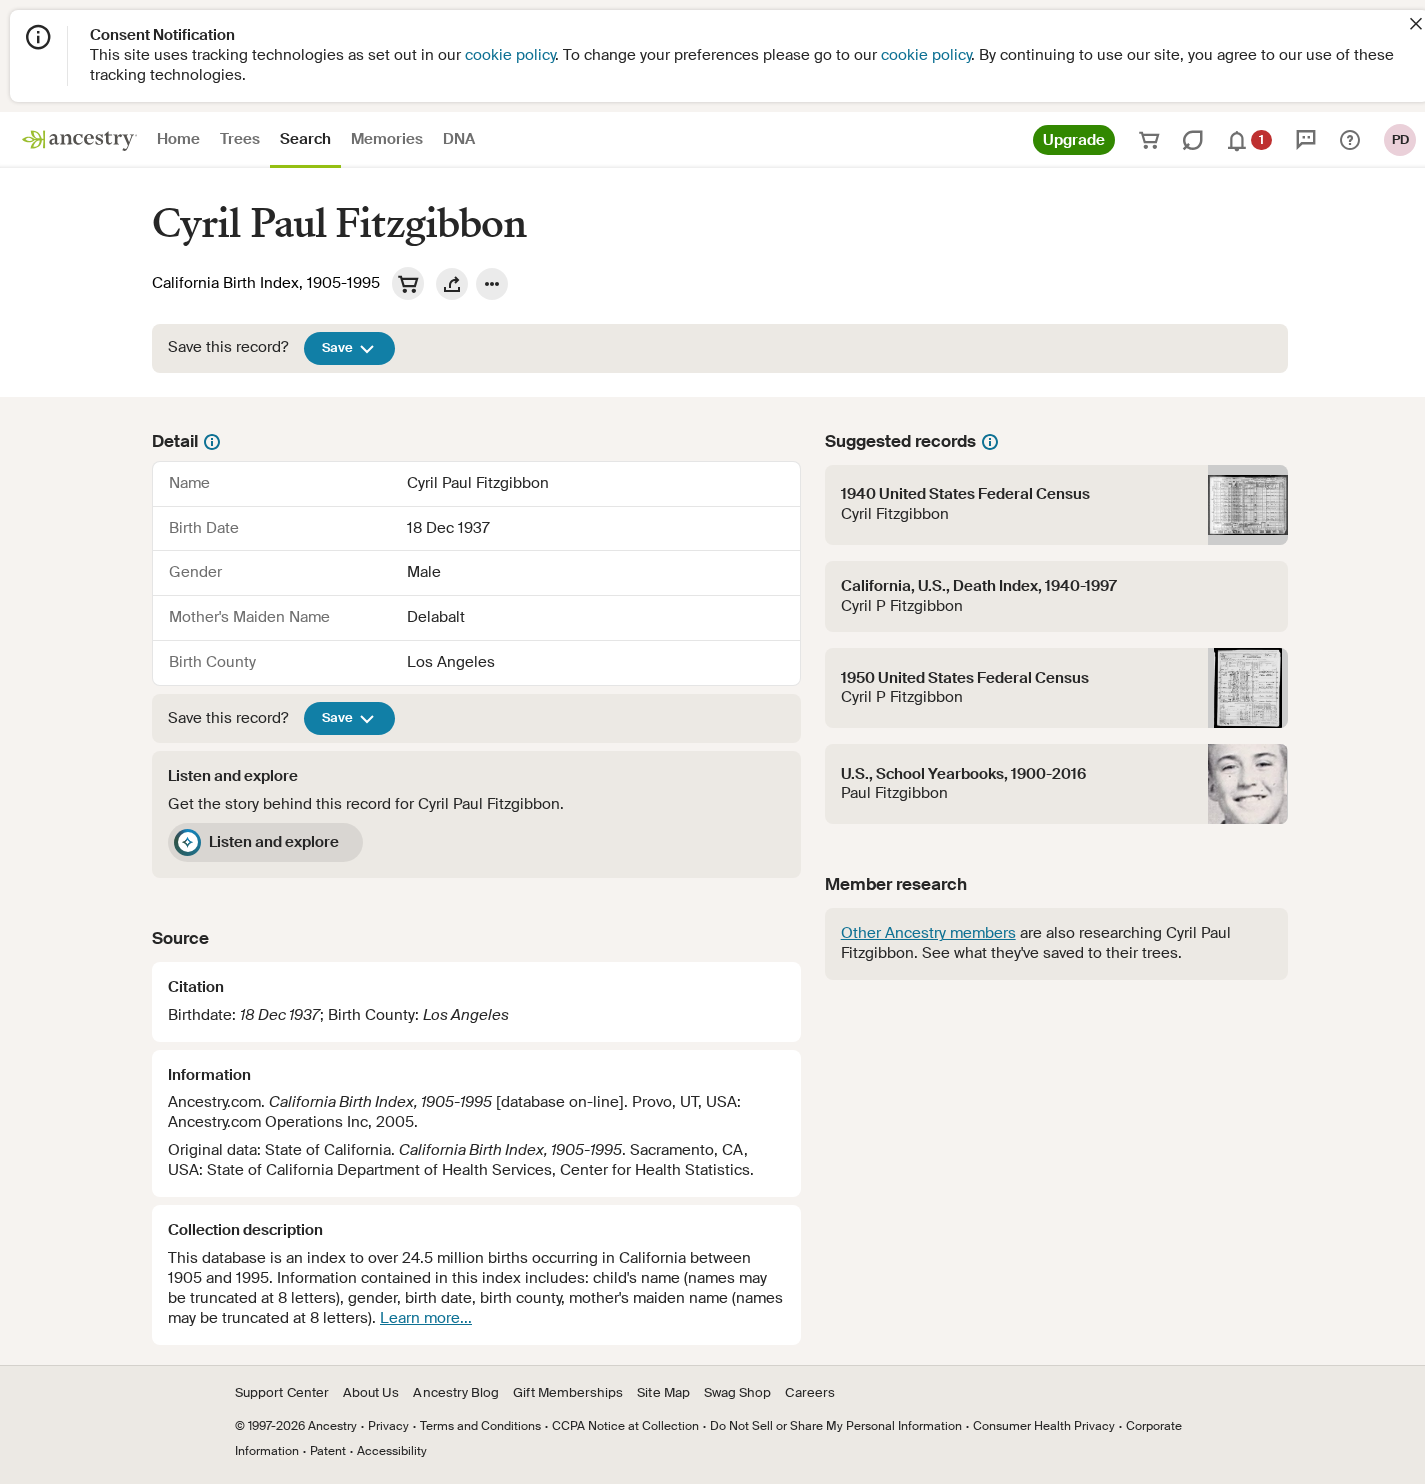 Consent Notification
This site uses tracking technologies as set out in our cookie policy. To change your preferences please go to our cookie policy. By continuing to use our site, you agree to our use of these
tracking technologies.
ancestry Home Trees Search Memories DNA Upgrade 1 PD
Cyril Paul Fitzgibbon
California Birth Index, 1905-1995
Save this record? Save
Detail
Name Cyril Paul Fitzgibbon
Birth Date 18 Dec 1937
Gender Male
Mother's Maiden Name Delabalt
Birth County Los Angeles
Save this record? Save
Listen and explore
Get the story behind this record for Cyril Paul Fitzgibbon.
Listen and explore
Source
Citation
Birthdate: 18 Dec 1937; Birth County: Los Angeles
Information
Ancestry.com. California Birth Index, 1905-1995 [database on-line]. Provo, UT, USA:
Ancestry.com Operations Inc, 2005.
Original data: State of California. California Birth Index, 1905-1995. Sacramento, CA,
USA: State of California Department of Health Services, Center for Health Statistics.
Collection description
This database is an index to over 24.5 million births occurring in California between
1905 and 1995. Information contained in this index includes: child's name (names may
be truncated at 8 letters), gender, birth date, birth county, mother's maiden name (names
may be truncated at 8 letters). Learn more...
Suggested records
1940 United States Federal Census
Cyril Fitzgibbon
California, U.S., Death Index, 1940-1997
Cyril P Fitzgibbon
1950 United States Federal Census
Cyril P Fitzgibbon
U.S., School Yearbooks, 1900-2016
Paul Fitzgibbon
Member research
Other Ancestry members are also researching Cyril Paul
Fitzgibbon. See what they've saved to their trees.
Support Center About Us Ancestry Blog Gift Memberships Site Map Swag Shop Careers
© 1997-2026 Ancestry • Privacy • Terms and Conditions • CCPA Notice at Collection • Do Not Sell or Share My Personal Information • Consumer Health Privacy • Corporate
Information • Patent • Accessibility